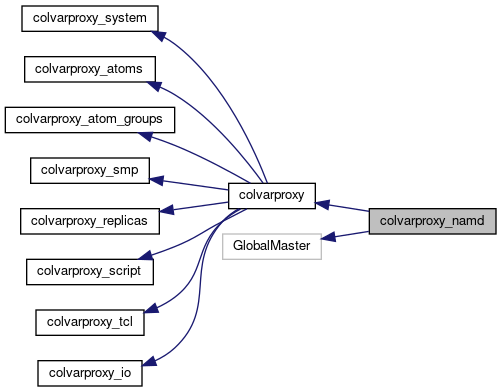 colvarproxy_system
colvarproxy_atoms
colvarproxy_atom_groups
colvarproxy_smp
colvarproxy_replicas
colvarproxy_script
colvarproxy_tcl
colvarproxy_io
colvarproxy
GlobalMaster
colvarproxy_namd